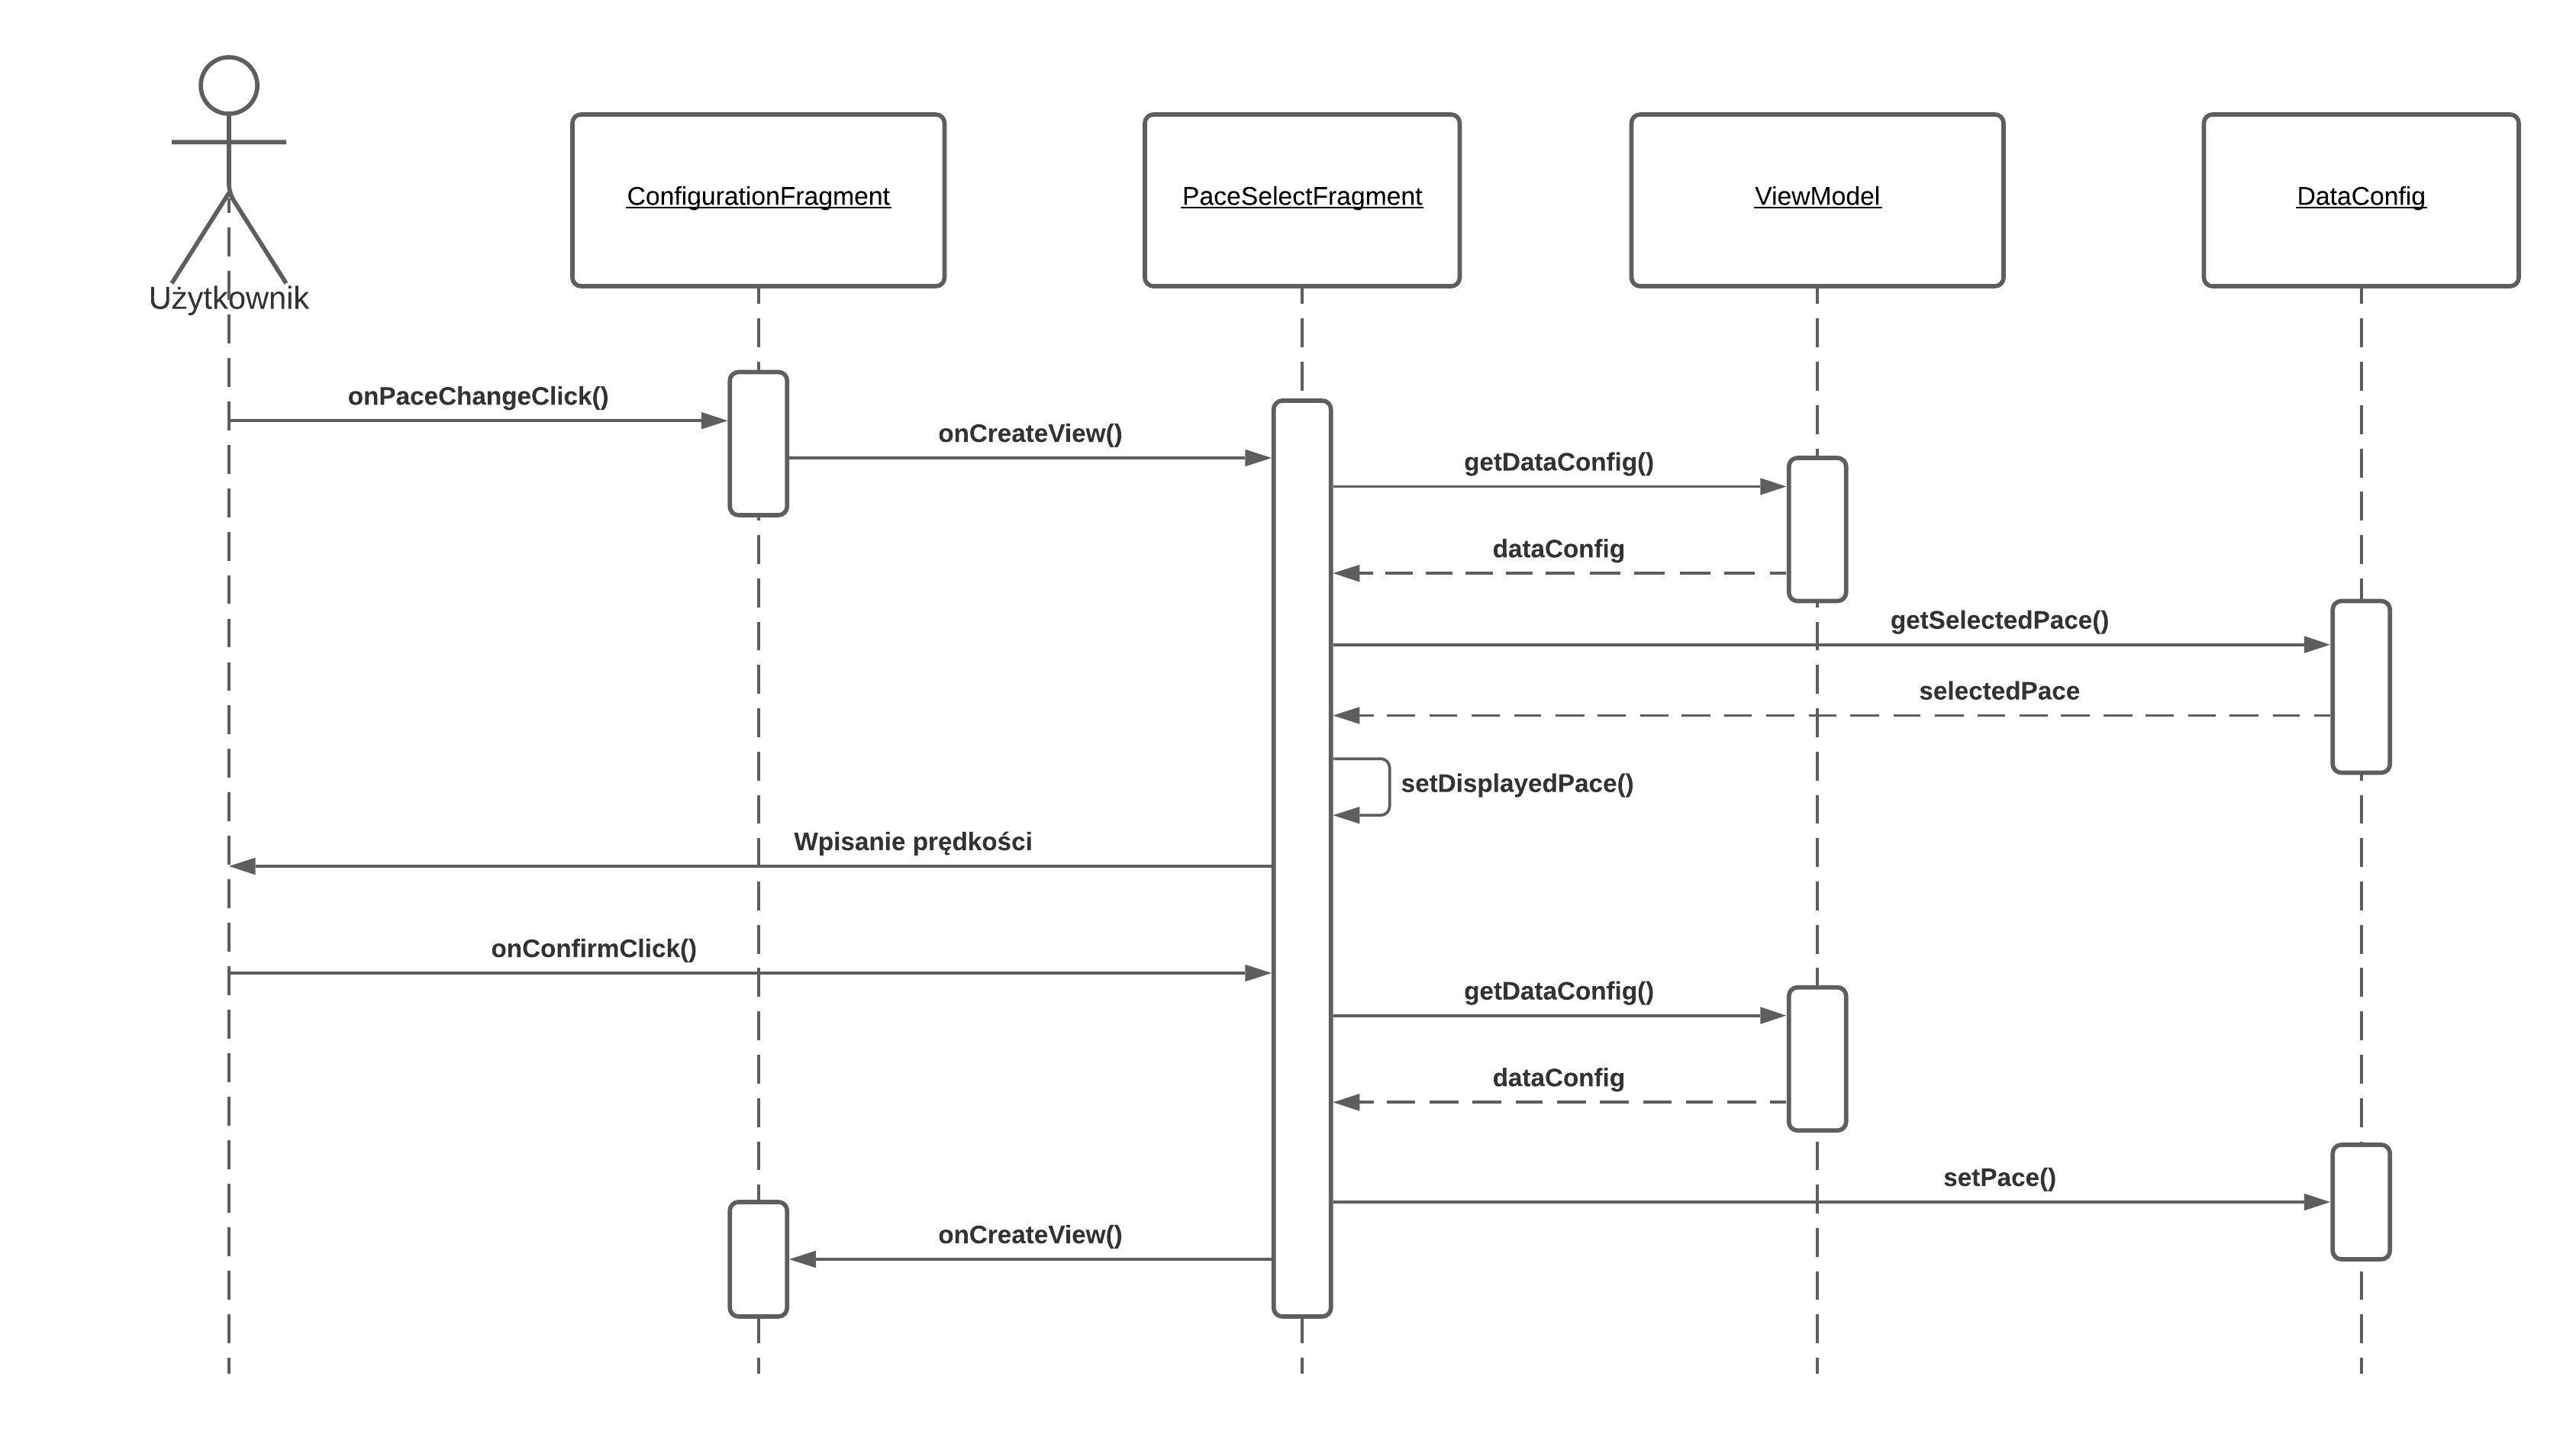 Użytkownik
ConfigurationFragment
PaceSelectFragment
ViewModel
DataConfig
onPaceChangeClick()
onCreateView()
getDataConfig()
dataConfig
getSelectedPace()
selectedPace
setDisplayedPace()
Wpisanie prędkości
onConfirmClick()
getDataConfig()
dataConfig
setPace()
onCreateView()